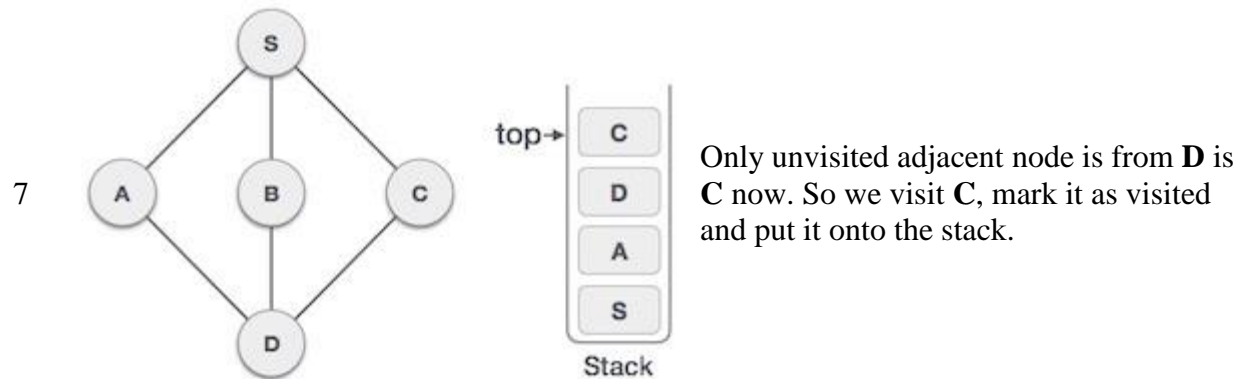 S
7
A
B
C
D
top→
C
D
A
S
Stack
Only unvisited adjacent node is from D is
C now. So we visit C, mark it as visited
and put it onto the stack.